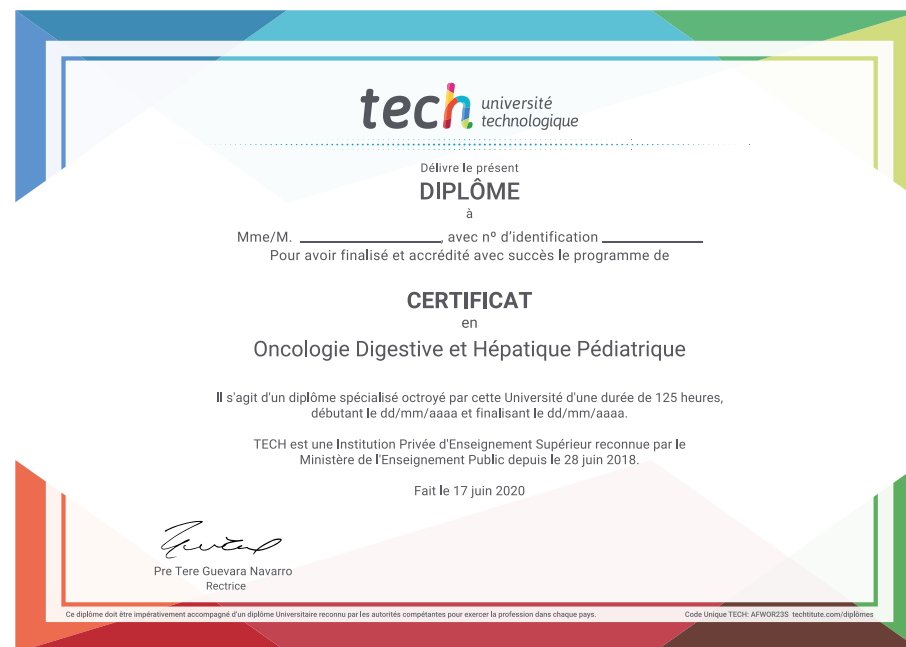 tech université
technologique
Délivre le présent
DIPLÔME
à
Mme/M. ____________________, avec nº d'identification ______________
Pour avoir finalisé et accrédité avec succès le programme de
CERTIFICAT
en
Oncologie Digestive et Hépatique Pédiatrique
Il s'agit d'un diplôme spécialisé octroyé par cette Université d'une durée de 125 heures,
débutant le dd/mm/aaaa et finalisant le dd/mm/aaaa.
TECH est une Institution Privée d'Enseignement Supérieur reconnue par le
Ministère de l'Enseignement Public depuis le 28 juin 2018.
Fait le 17 juin 2020
Pre Tere Guevara Navarro
Rectrice
Ce diplôme doit être impérativement accompagné d'un diplôme Universitaire reconnu par les autorités compétantes pour exercer la profession dans chaque pays.
Code Unique TECH: AFWOR23S techtitute.com/diplômes